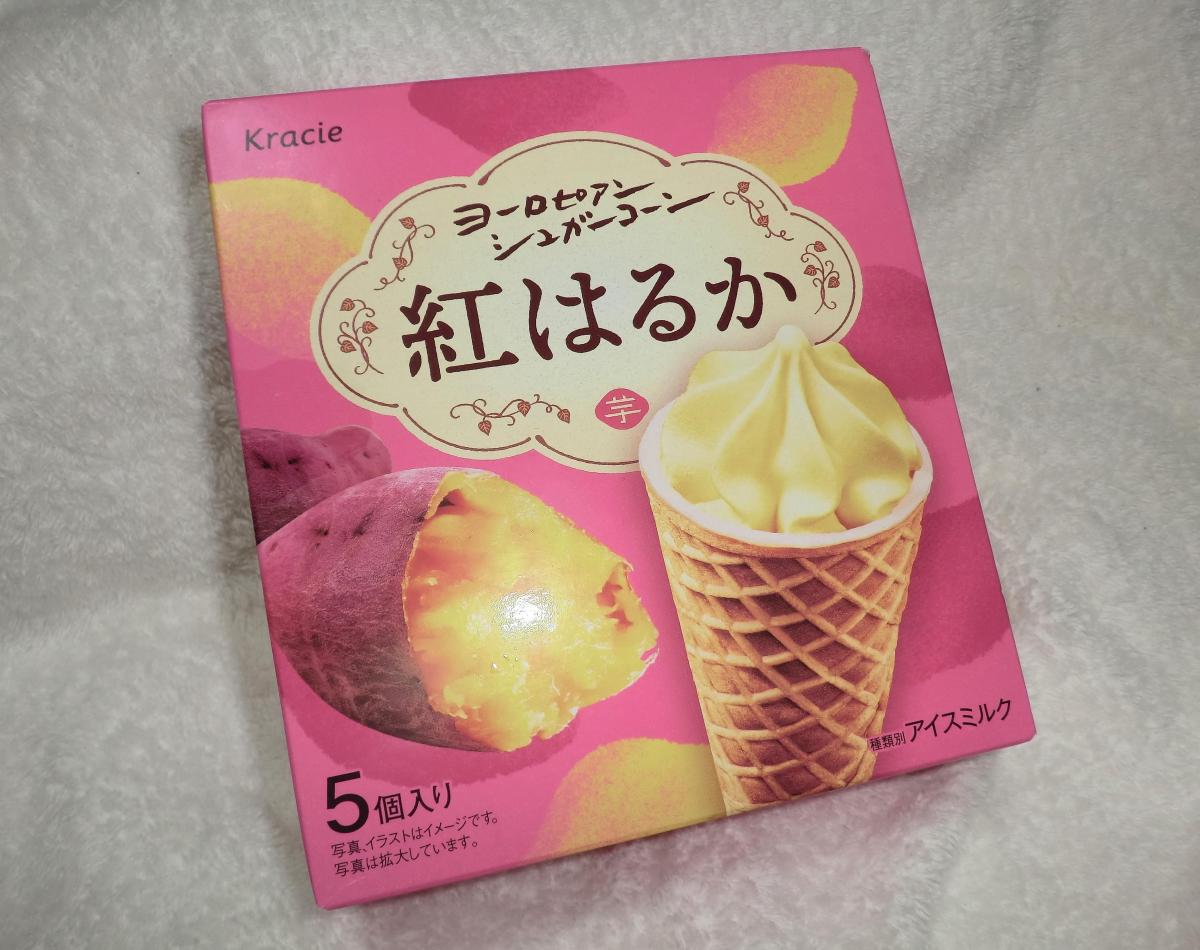 Kracie
ヨーロピアン
シュガーコーン
紅はるか
芋
種類別 アイスミルク
5個入り
写真、イラストはイメージです。
写真は拡大しています。